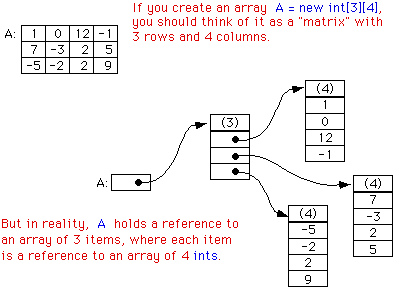 If you create an array A = new int[3][4],
you should think of it as a "matrix" with
3 rows and 4 columns.
A:
1 0 12 -1
7 -3 2 5
-5 -2 2 9
(3)
A:
(4)
1
0
12
-1
(4)
7
-3
2
5
(4)
-5
-2
2
9
But in reality, A holds a reference to
an array of 3 items, where each item
is a reference to an array of 4 ints.